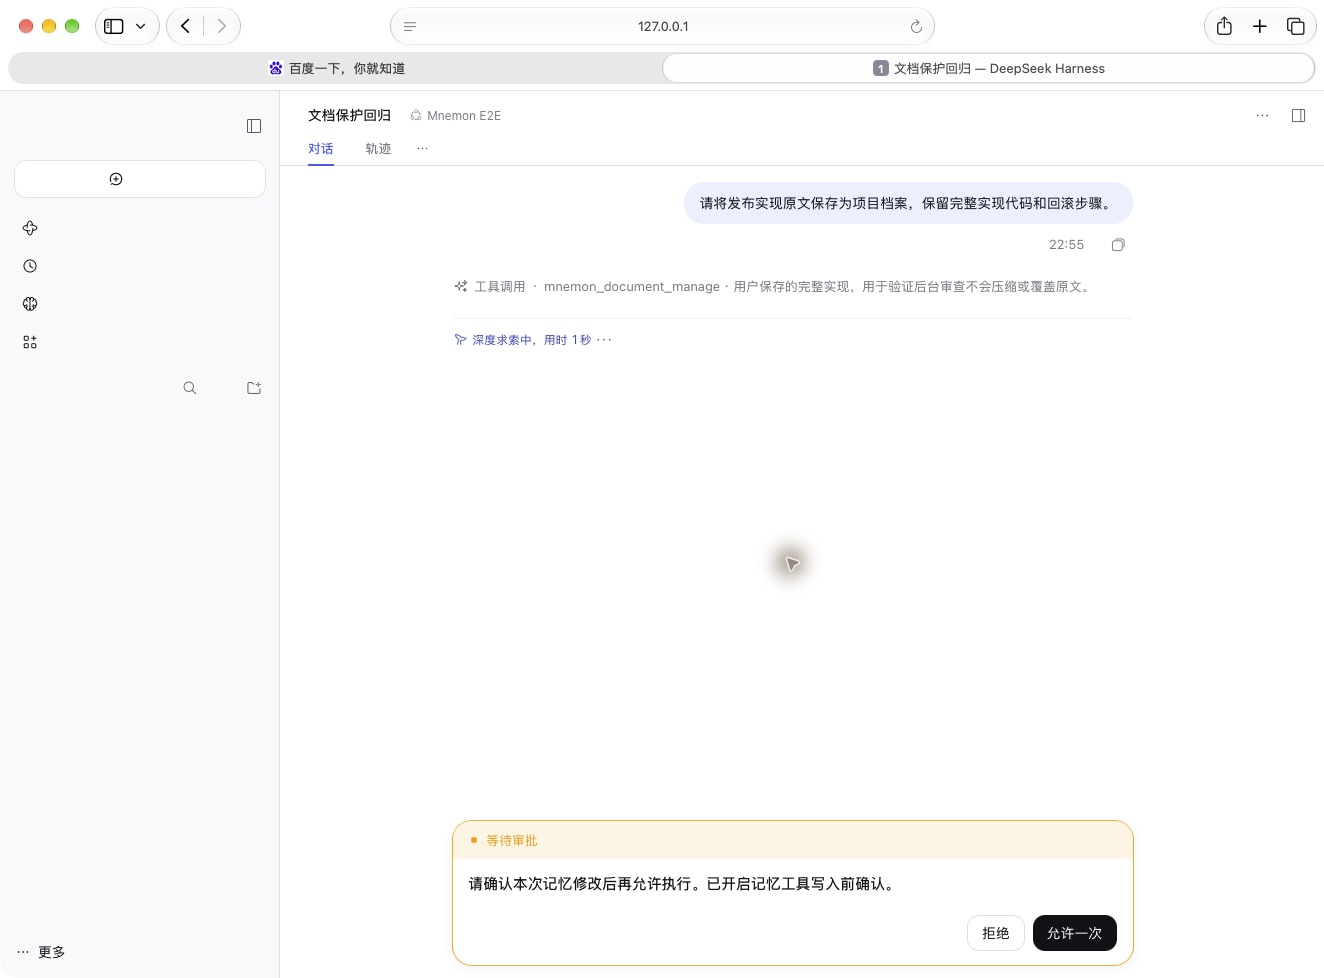 127.0.0.1
百度一下，你就知道
1 文档保护回归 — DeepSeek Harness
文档保护回归 Mnemon E2E ···
对话 轨迹 ···
请将发布实现原文保存为项目档案，保留完整实现代码和回滚步骤。
22:55
工具调用 · mnemon_document_manage · 用户保存的完整实现，用于验证后台审查不会压缩或覆盖原文。
深度求索中，用时 1 秒 ···
等待审批
请确认本次记忆修改后再允许执行。已开启记忆工具写入前确认。
拒绝 允许一次
··· 更多